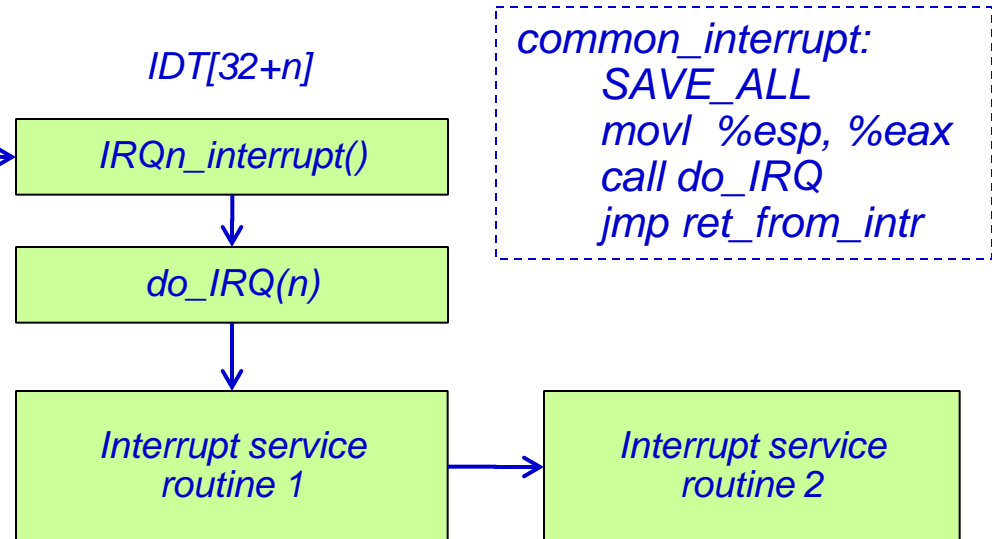 IDT[32+n]
IRQn_interrupt()
do_IRQ(n)
Interrupt service
routine 1
Interrupt service
routine 2
common_interrupt:
SAVE_ALL
movl %esp, %eax
call do_IRQ
jmp ret_from_intr